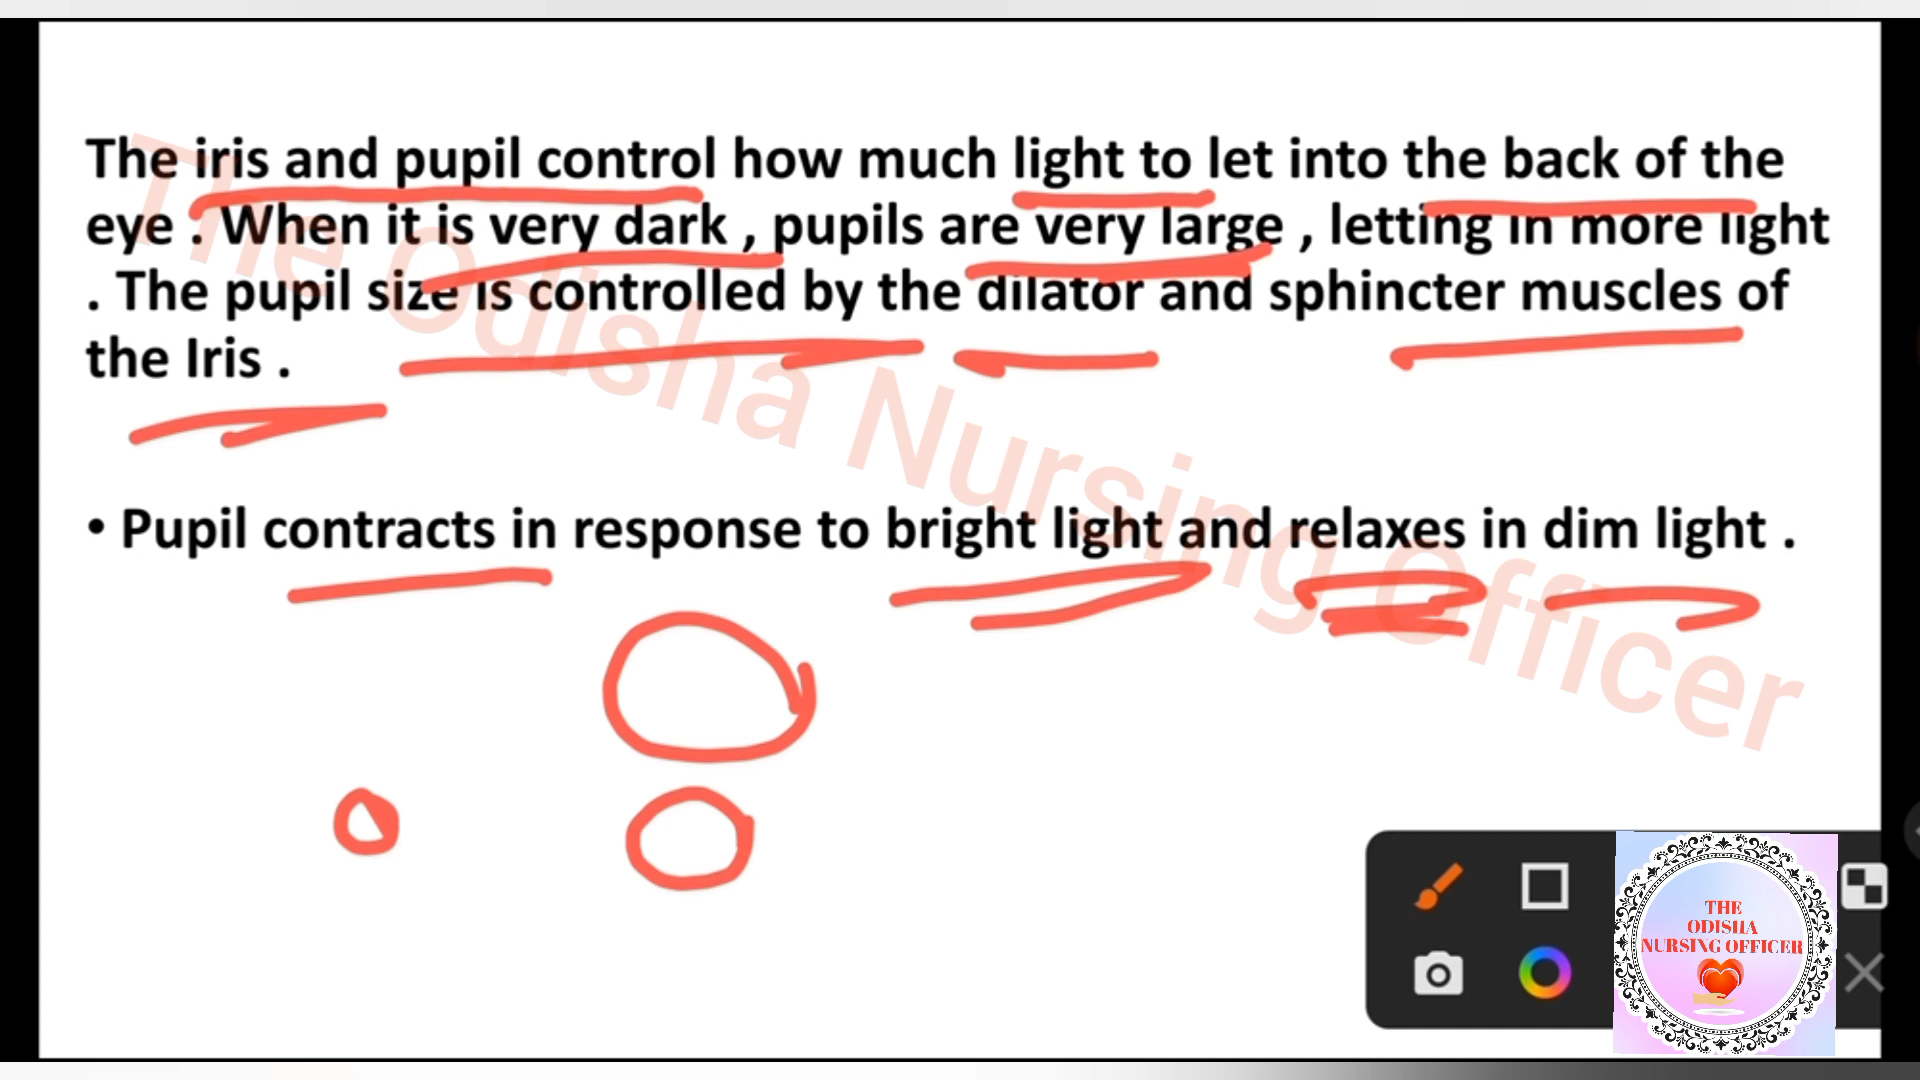 The iris and pupil control how much light to let into the back of the
eye . When it is very dark , pupils are very large , letting in more light
. The pupil size is controlled by the dilator and sphincter muscles of
the Iris .
• Pupil contracts in response to bright light and relaxes in dim light .
The Odisha Nursing Officer
THE
ODISHA
NURSING OFFICER